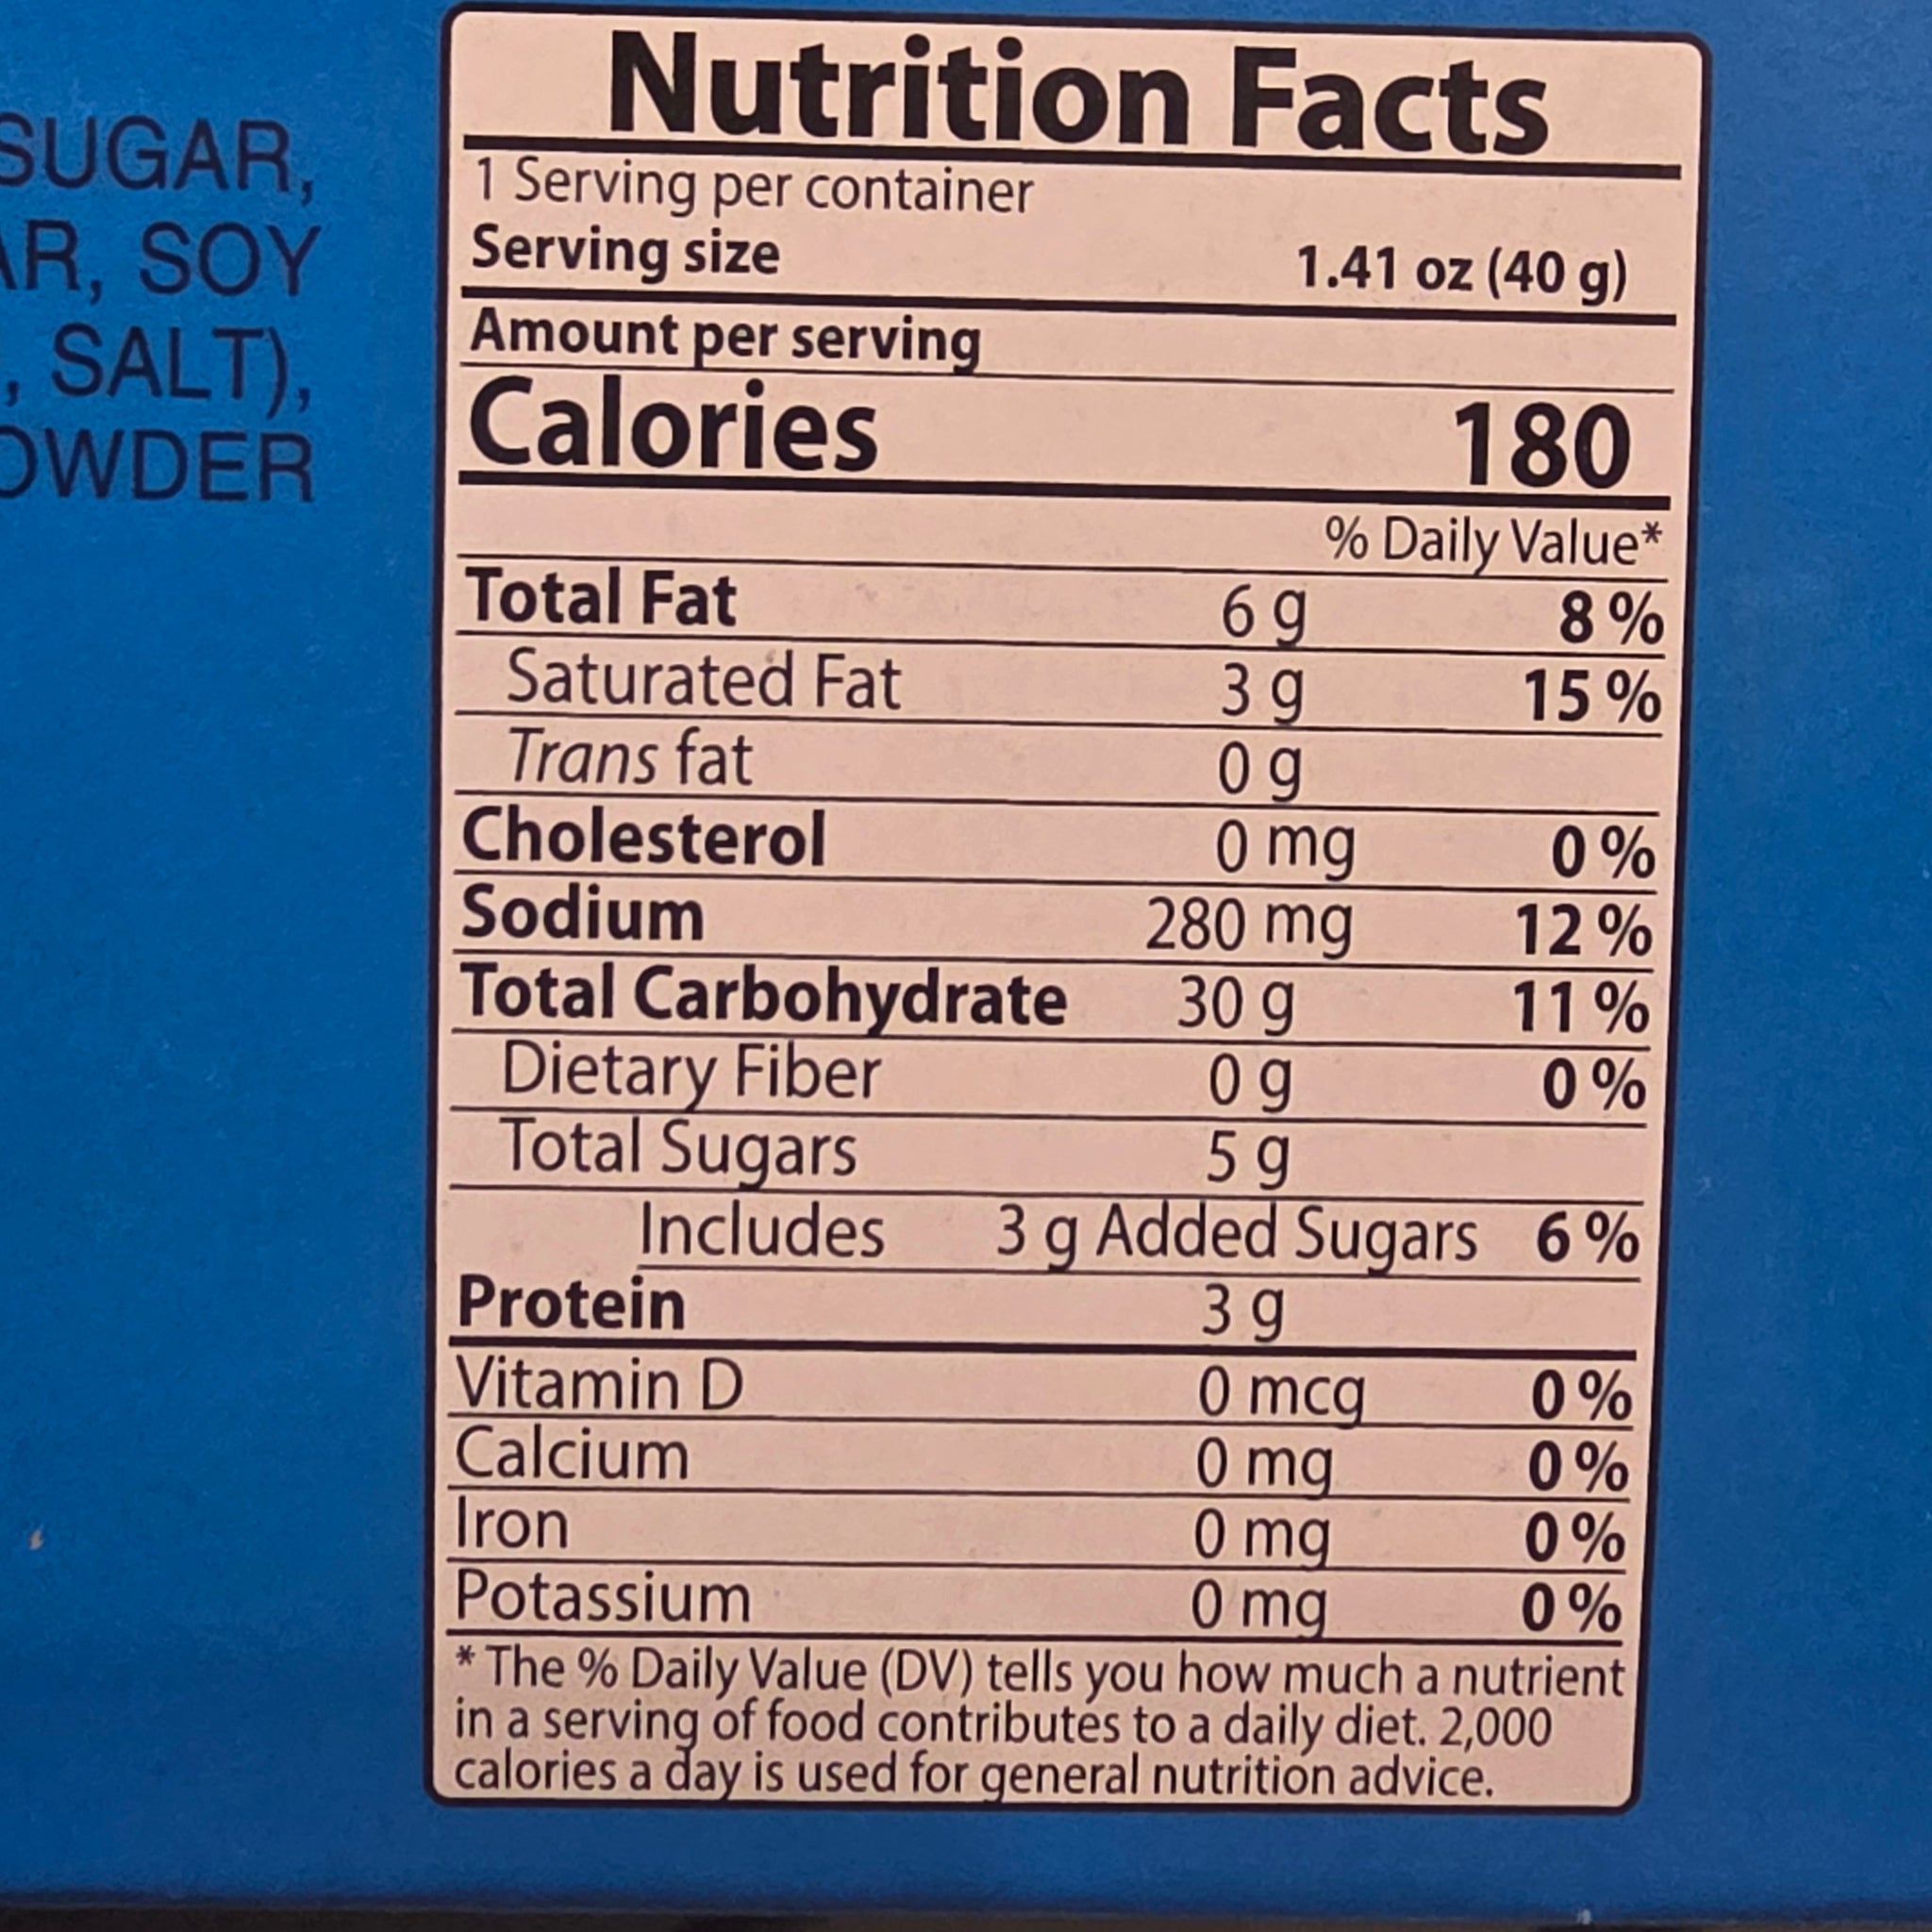 SUGAR,
AR, SOY
, SALT),
OWDER
Nutrition Facts
1 Serving per container
Serving size 1.41 oz (40 g)
Amount per serving
Calories 180
% Daily Value*
Total Fat 6 g 8 %
Saturated Fat 3 g 15 %
Trans fat 0 g
Cholesterol 0 mg 0 %
Sodium 280 mg 12 %
Total Carbohydrate 30 g 11 %
Dietary Fiber 0 g 0 %
Total Sugars 5 g
Includes 3 g Added Sugars 6 %
Protein 3 g
Vitamin D 0 mcg 0 %
Calcium 0 mg 0 %
Iron 0 mg 0 %
Potassium 0 mg 0 %
* The % Daily Value (DV) tells you how much a nutrient
in a serving of food contributes to a daily diet. 2,000
calories a day is used for general nutrition advice.